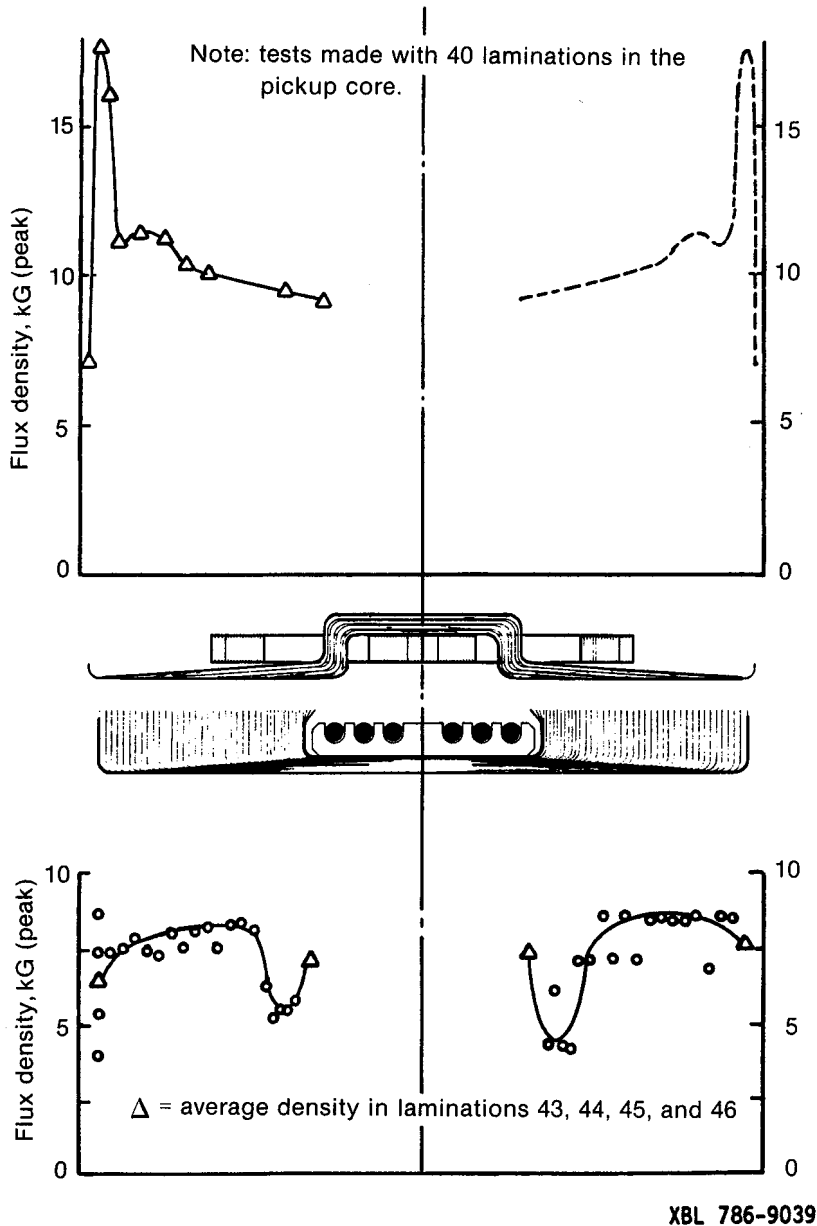 Note: tests made with 40 laminations in the
pickup core.
Flux density, kG (peak)
15
10
5
0
15
10
5
0
Flux density, kG (peak)
10
5
0
10
5
0
Δ = average density in laminations 43, 44, 45, and 46
XBL 786-9039